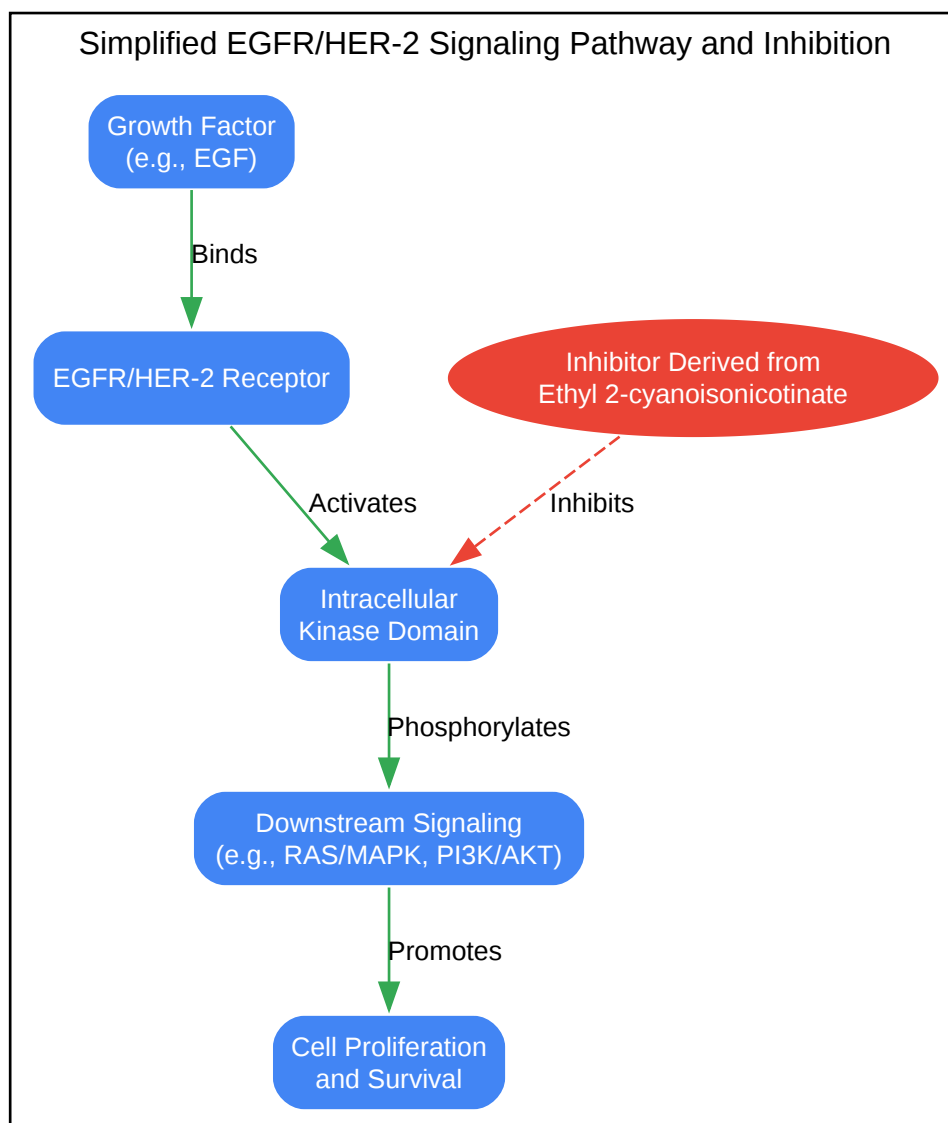 Simplified EGFR/HER-2 Signaling Pathway and Inhibition
Growth Factor
(e.g., EGF)
Binds
EGFR/HER-2 Receptor
Inhibitor Derived from
Ethyl 2-cyanoisonicotinate
Activates
Inhibits
Intracellular
Kinase Domain
Phosphorylates
Downstream Signaling
(e.g., RAS/MAPK, PI3K/AKT)
Promotes
Cell Proliferation
and Survival